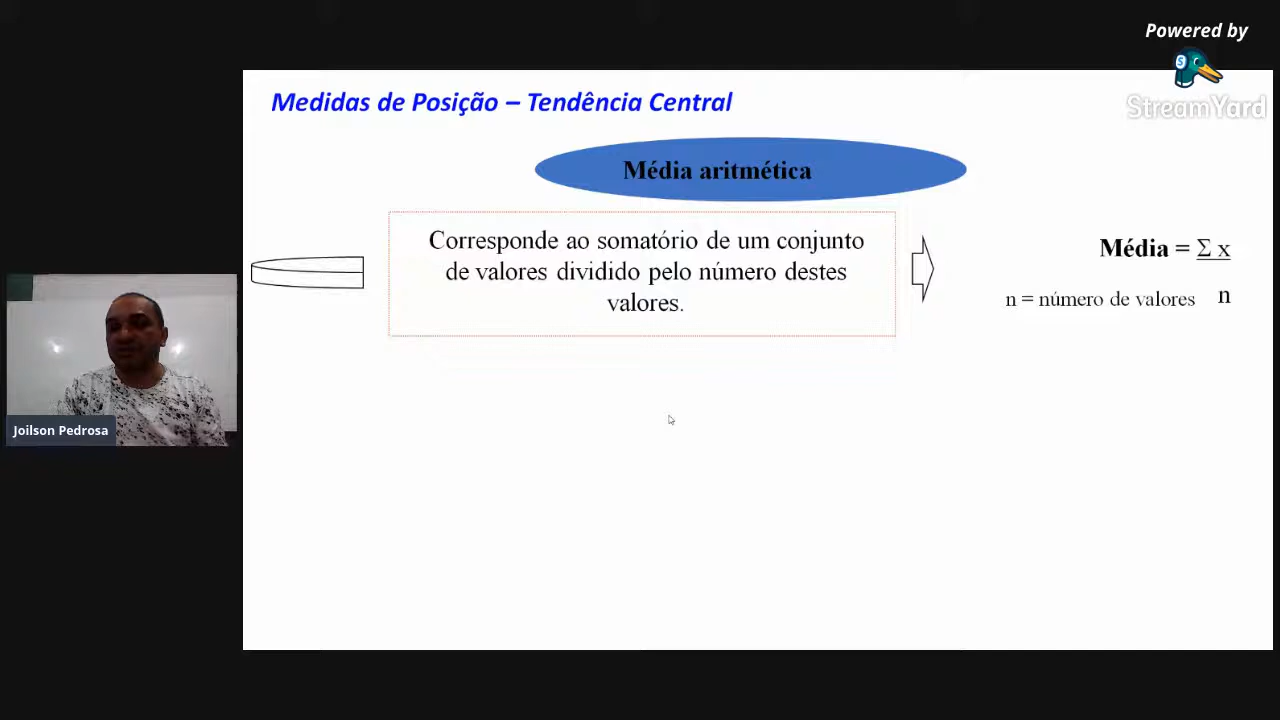 Powered by
StreamYard
Medidas de Posição – Tendência Central
Média aritmética
Corresponde ao somatório de um conjunto
de valores dividido pelo número destes
valores.
Média = Σ x
n = número de valores n
Joilson Pedrosa